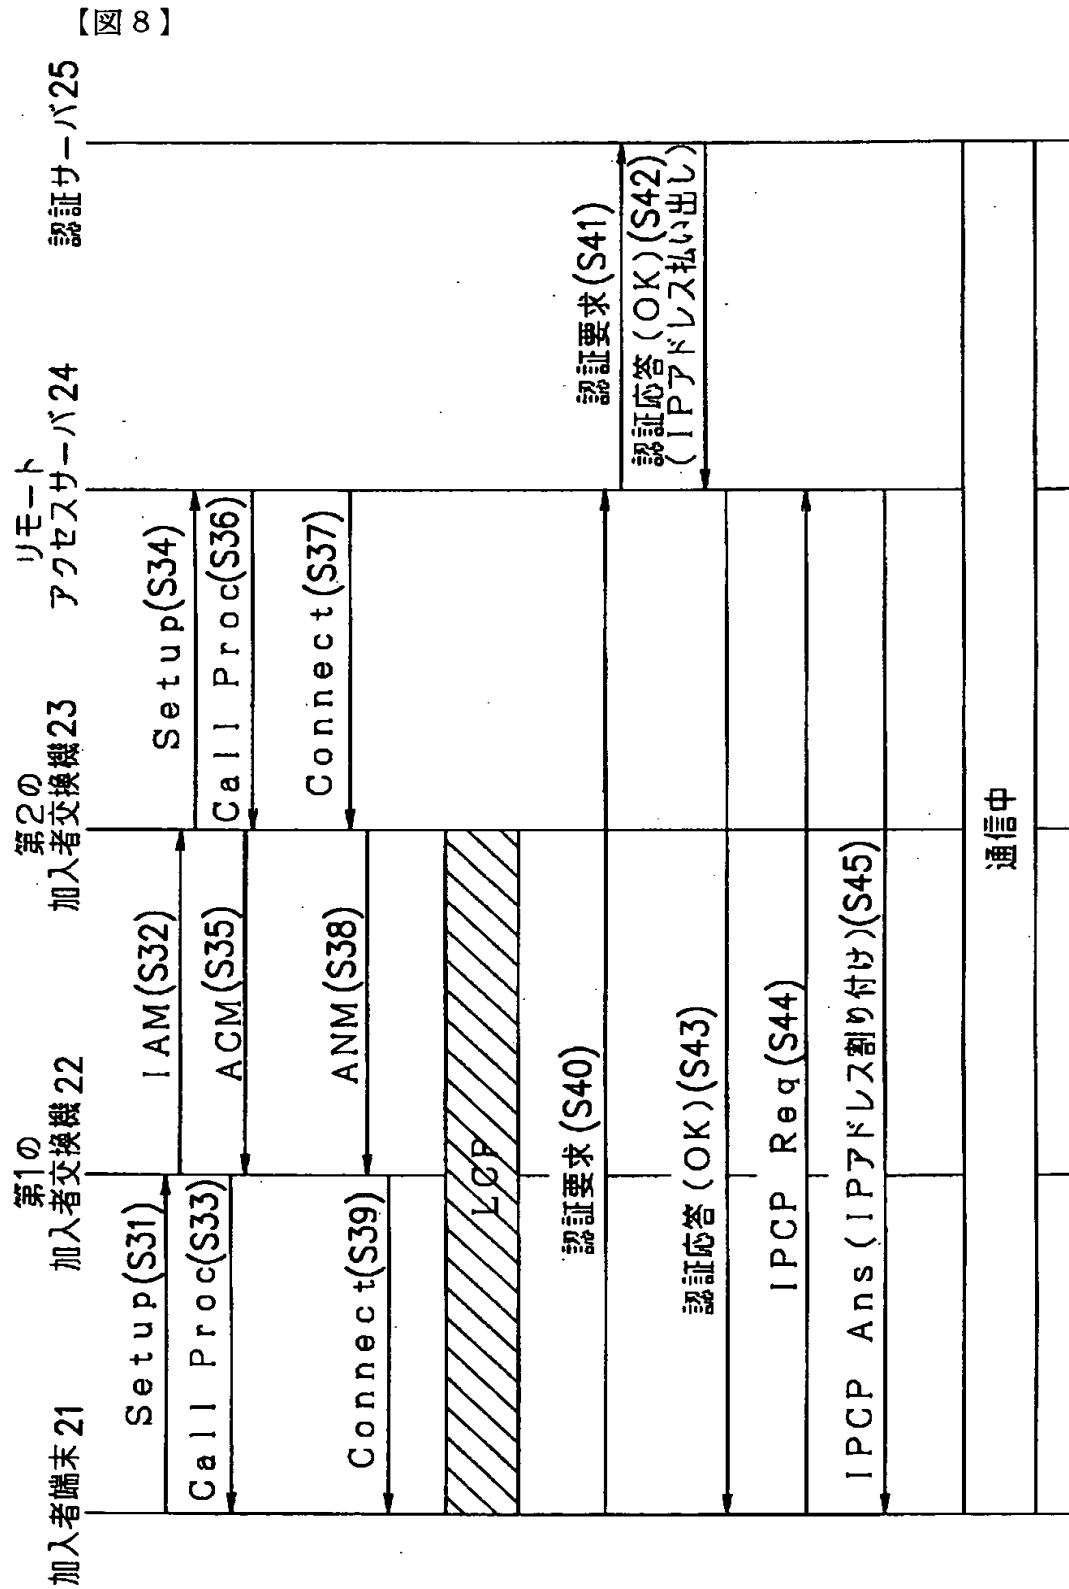 【図８】
加入者端末21
第1の
加入者交換機22
第2の
加入者交換機23
リモート
アクセスサーバ24
認証サーバ25
Setup(S31)
IAM(S32)
Setup(S34)
Call Proc(S33)
ACM(S35)
Call Proc(S36)
Connect(S39)
ANM(S38)
Connect(S37)
LCP
認証要求(S40)
認証要求(S41)
認証応答(OK)(S42)
(IPアドレス払い出し)
認証応答(OK)(S43)
IPCP Req(S44)
IPCP Ans(IPアドレス割り付け)(S45)
通信中